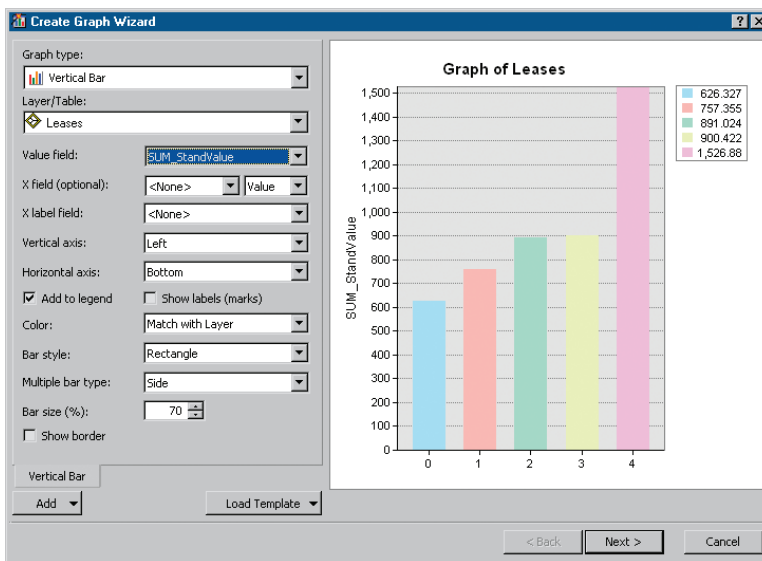 Create Graph Wizard
Graph type:
Vertical Bar
Layer/Table:
Leases
Value field: SUM_StandValue
X field (optional): <None> Value
X label field: <None>
Vertical axis: Left
Horizontal axis: Bottom
Add to legend Show labels (marks)
Color: Match with Layer
Bar style: Rectangle
Multiple bar type: Side
Bar size (%): 70
Show border
Vertical Bar
Add Load Template
Graph of Leases
SUM_StandValue
1,500
1,400
1,300
1,200
1,100
1,000
900
800
700
600
500
400
300
200
100
0
0 1 2 3 4
626.327
757.355
891.024
900.422
1,526.88
< Back Next > Cancel